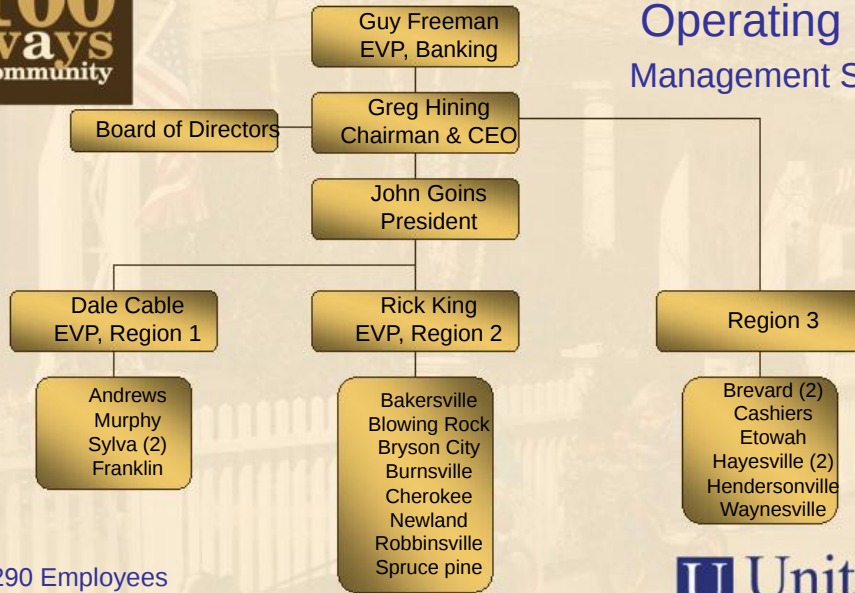 100
ways
ommunity
Operating
Management S
Guy Freeman
EVP, Banking
Board of Directors
Greg Hining
Chairman & CEO
John Goins
President
Dale Cable
EVP, Region 1
Rick King
EVP, Region 2
Region 3
Andrews
Murphy
Sylva (2)
Franklin
Bakersville
Blowing Rock
Bryson City
Burnsville
Cherokee
Newland
Robbinsville
Spruce pine
Brevard (2)
Cashiers
Etowah
Hayesville (2)
Hendersonville
Waynesville
290 Employees
U Unit